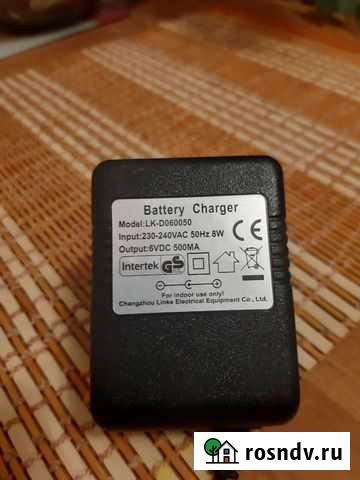 Battery Charger
Model:LK-D060050
Input:230-240VAC 50Hz 8W
Output:6VDC 500MA
CE
Intertek GS
For indoor use only!
Changzhou Linke Electrical Equipment Co., Ltd.
rosndv.ru